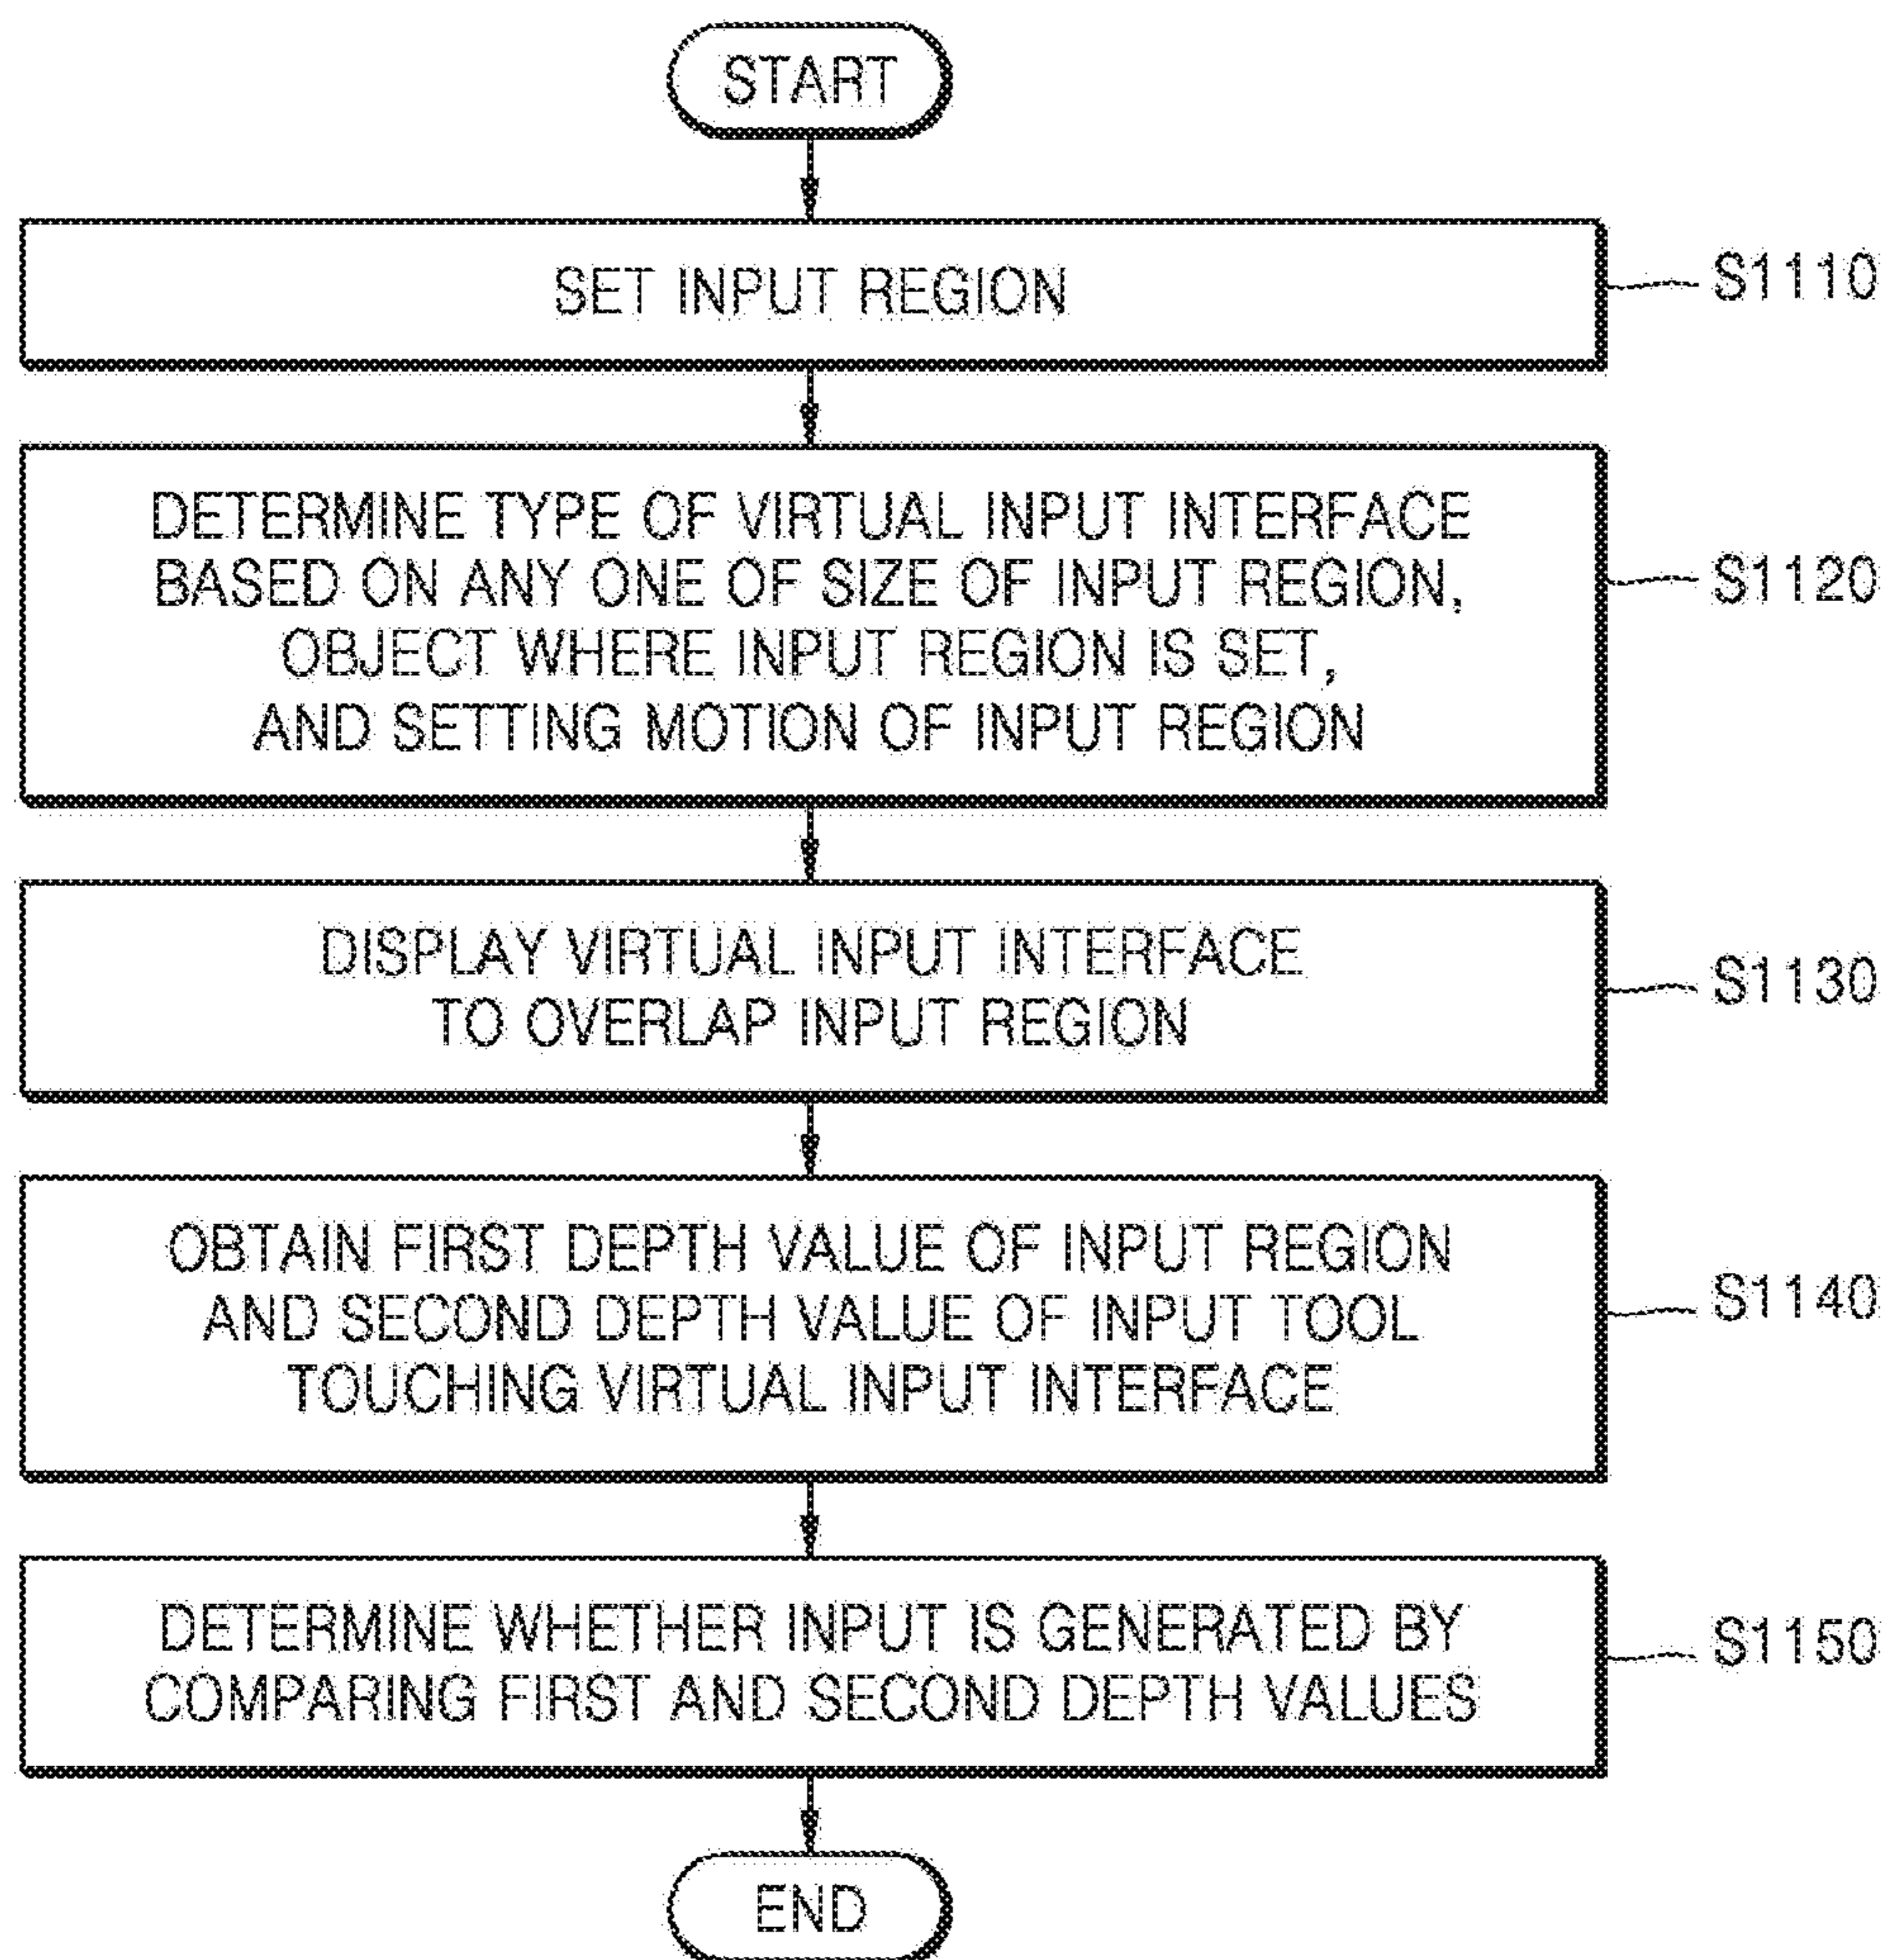 START
SET INPUT REGION
S1110
DETERMINE TYPE OF VIRTUAL INPUT INTERFACE
BASED ON ANY ONE OF SIZE OF INPUT REGION,
OBJECT WHERE INPUT REGION IS SET,
AND SETTING MOTION OF INPUT REGION
S1120
DISPLAY VIRTUAL INPUT INTERFACE
TO OVERLAP INPUT REGION
S1130
OBTAIN FIRST DEPTH VALUE OF INPUT REGION
AND SECOND DEPTH VALUE OF INPUT TOOL
TOUCHING VIRTUAL INPUT INTERFACE
S1140
DETERMINE WHETHER INPUT IS GENERATED BY
COMPARING FIRST AND SECOND DEPTH VALUES
S1150
END